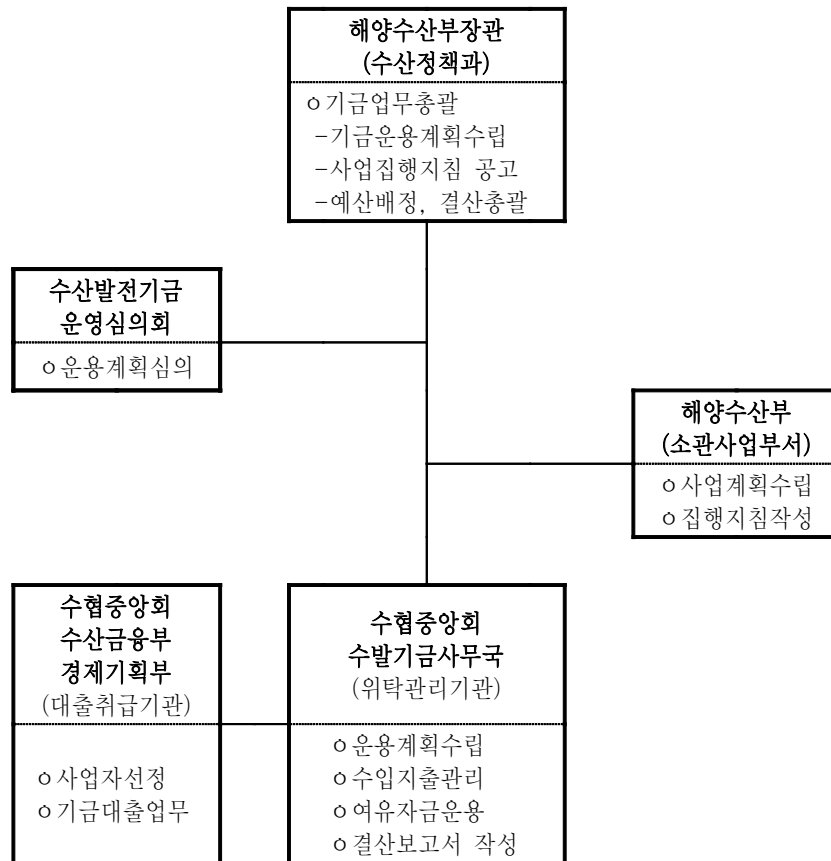 해양수산부장관
(수산정책과)
ㅇ기금업무총괄
-기금운용계획수립
-사업집행지침 공고
-예산배정, 결산총괄
수산발전기금
운영심의회
ㅇ운용계획심의
해양수산부
(소관사업부서)
ㅇ사업계획수립
ㅇ집행지침작성
수협중앙회
수산금융부
경제기획부
(대출취급기관)
ㅇ사업자선정
ㅇ기금대출업무
수협중앙회
수발기금사무국
(위탁관리기관)
ㅇ운용계획수립
ㅇ수입지출관리
ㅇ여유자금운용
ㅇ결산보고서 작성